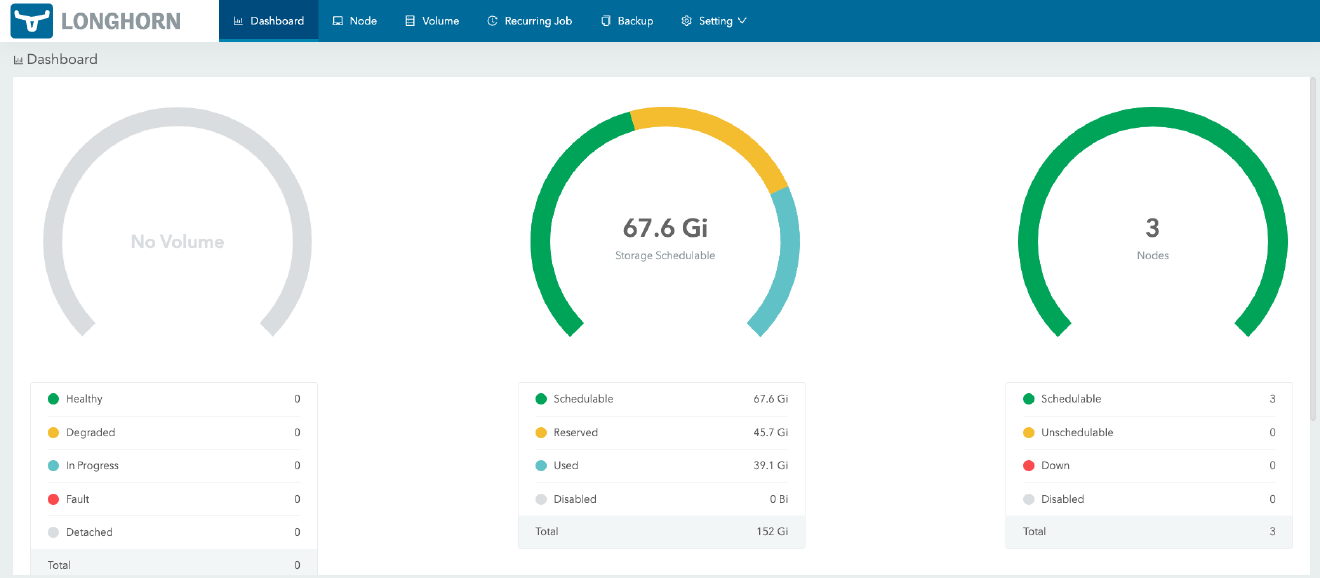 LONGHORN
Dashboard Node Volume Recurring Job Backup Setting
Dashboard
No Volume
67.6 Gi
Storage Schedulable
3
Nodes
Healthy 0
Degraded 0
In Progress 0
Fault 0
Detached 0
Total 0
Schedulable 67.6 Gi
Reserved 45.7 Gi
Used 39.1 Gi
Disabled 0 Bi
Total 152 Gi
Schedulable 3
Unschedulable 0
Down 0
Disabled 0
Total 3